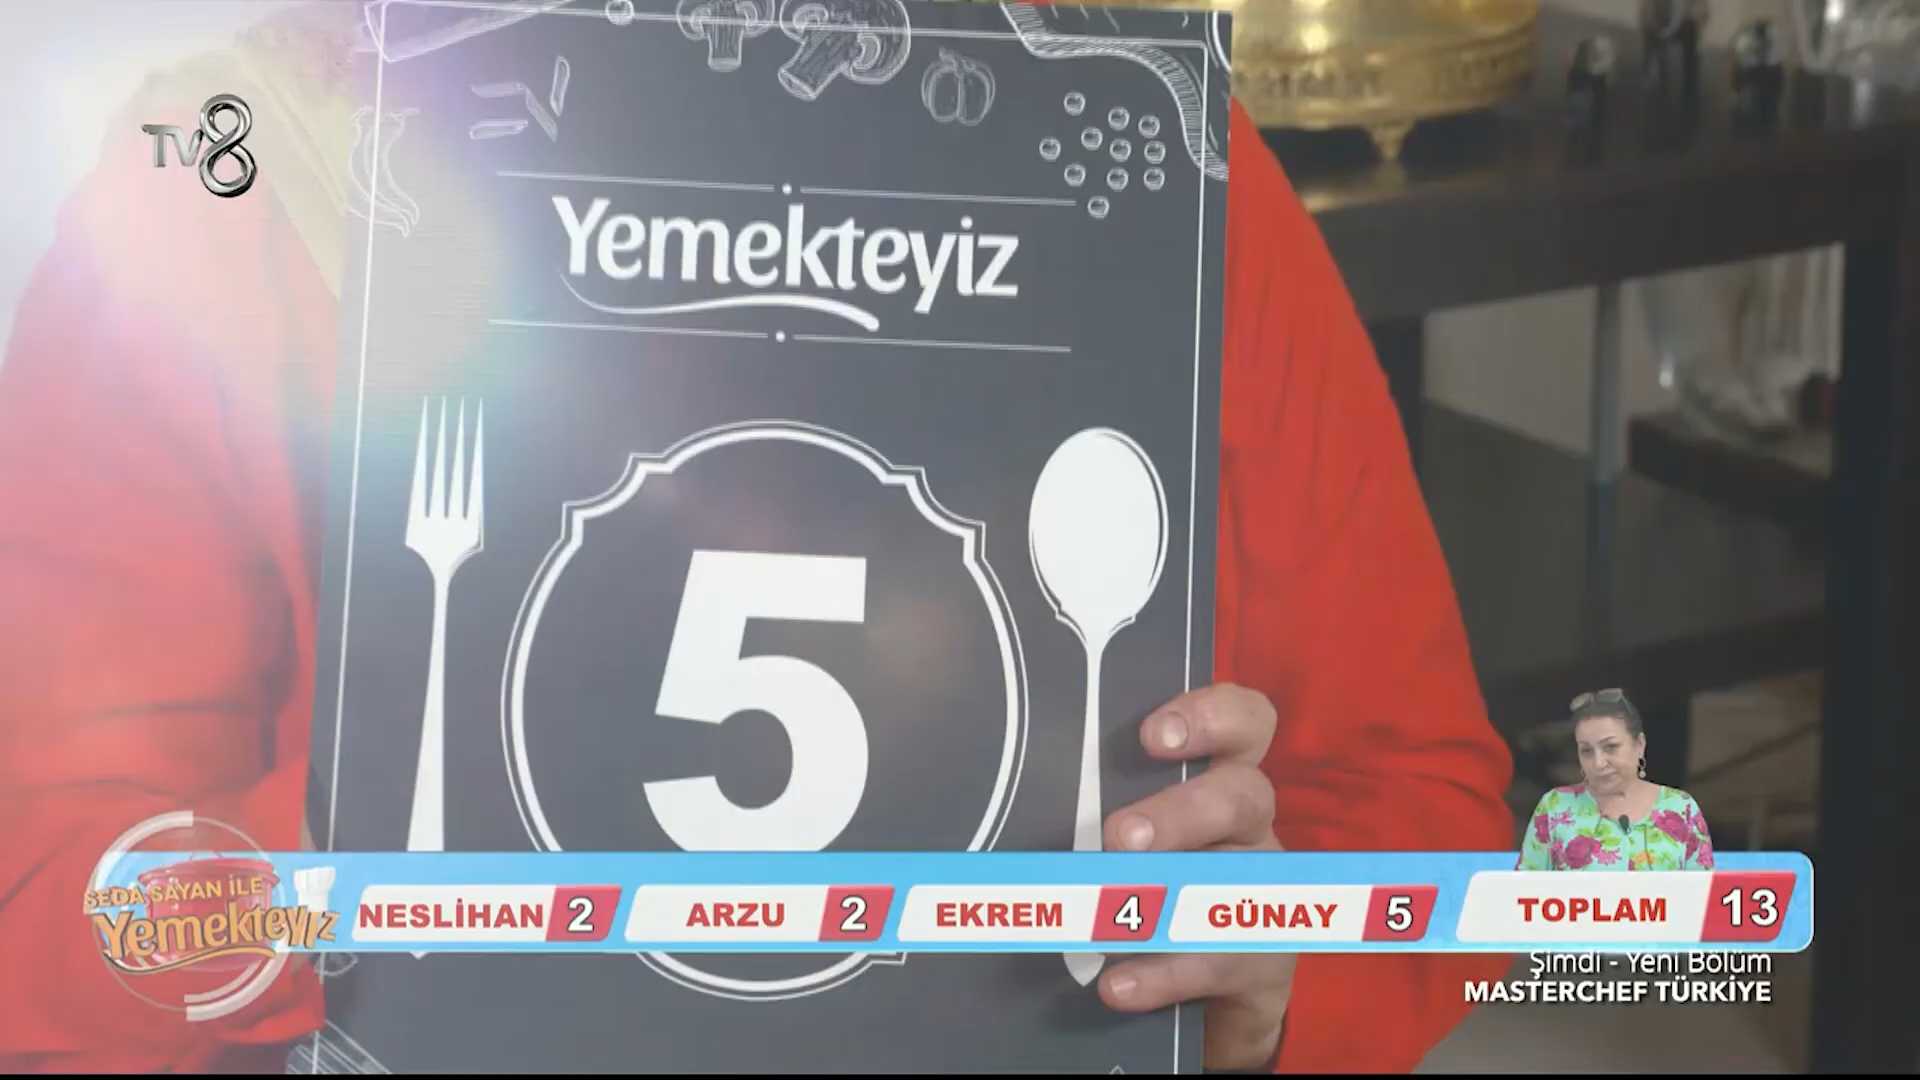 TV8
Yemekteyiz
5
SEDA SAYAN İLE
Yemekteyiz
NESLİHAN 2
ARZU 2
EKREM 4
GÜNAY 5
TOPLAM 13
Şimdi - Yeni Bölüm
MASTERCHEF TÜRKİYE